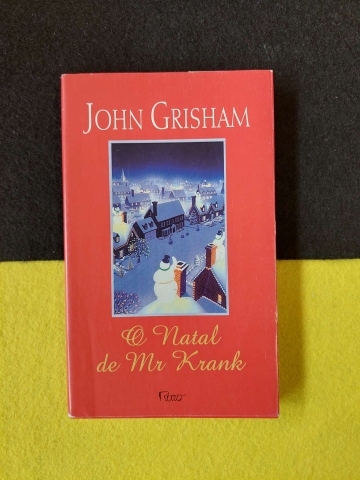 JOHN GRISHAM
O Natal
de Mr Krank
Rocco